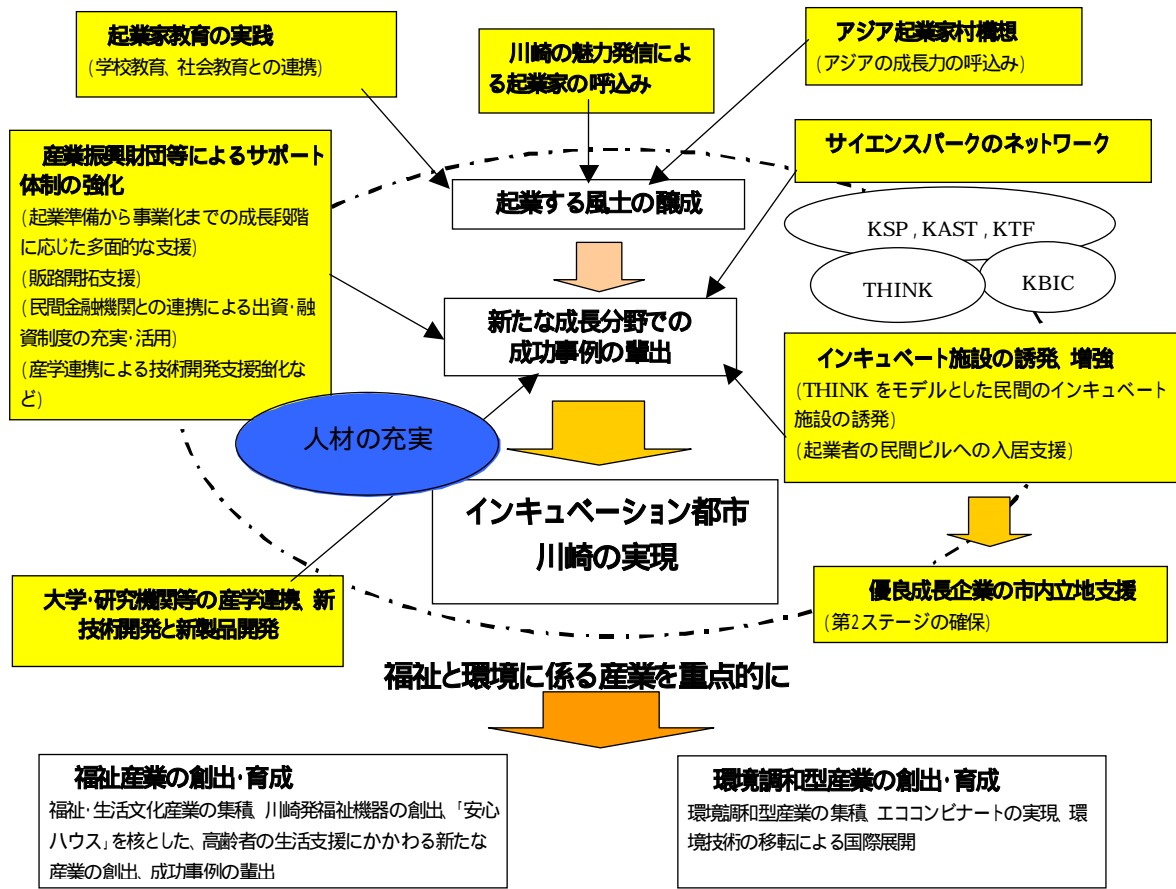 起業家教育の実践
(学校教育、社会教育との連携)
川崎の魅力発信によ
る起業家の呼込み
アジア起業家村構想
(アジアの成長力の呼込み)
産業振興財団等によるサポート
体制の強化
(起業準備から事業化までの成長段階
に応じた多面的な支援)
(販路開拓支援)
(民間金融機関との連携による出資・融
資制度の充実・活用)
(産学連携による技術開発支援強化な
ど)
サイエンスパークのネットワーク
起業する風土の醸成
KSP , KAST , KTF
THINK
KBIC
新たな成長分野での
成功事例の輩出
インキュベート施設の誘発、増強
(THINK をモデルとした民間のインキュベート
施設の誘発)
(起業者の民間ビルへの入居支援)
人材の充実
インキュベーション都市
川崎の実現
大学・研究機関等の産学連携、新
技術開発と新製品開発
優良成長企業の市内立地支援
(第2ステージの確保)
福祉と環境に係る産業を重点的に
福祉産業の創出・育成
福祉・生活文化産業の集積、川崎発福祉機器の創出、「安心
ハウス」を核とした、高齢者の生活支援にかかわる新たな
産業の創出、成功事例の輩出
環境調和型産業の創出・育成
環境調和型産業の集積、エココンビナートの実現、環
境技術の移転による国際展開